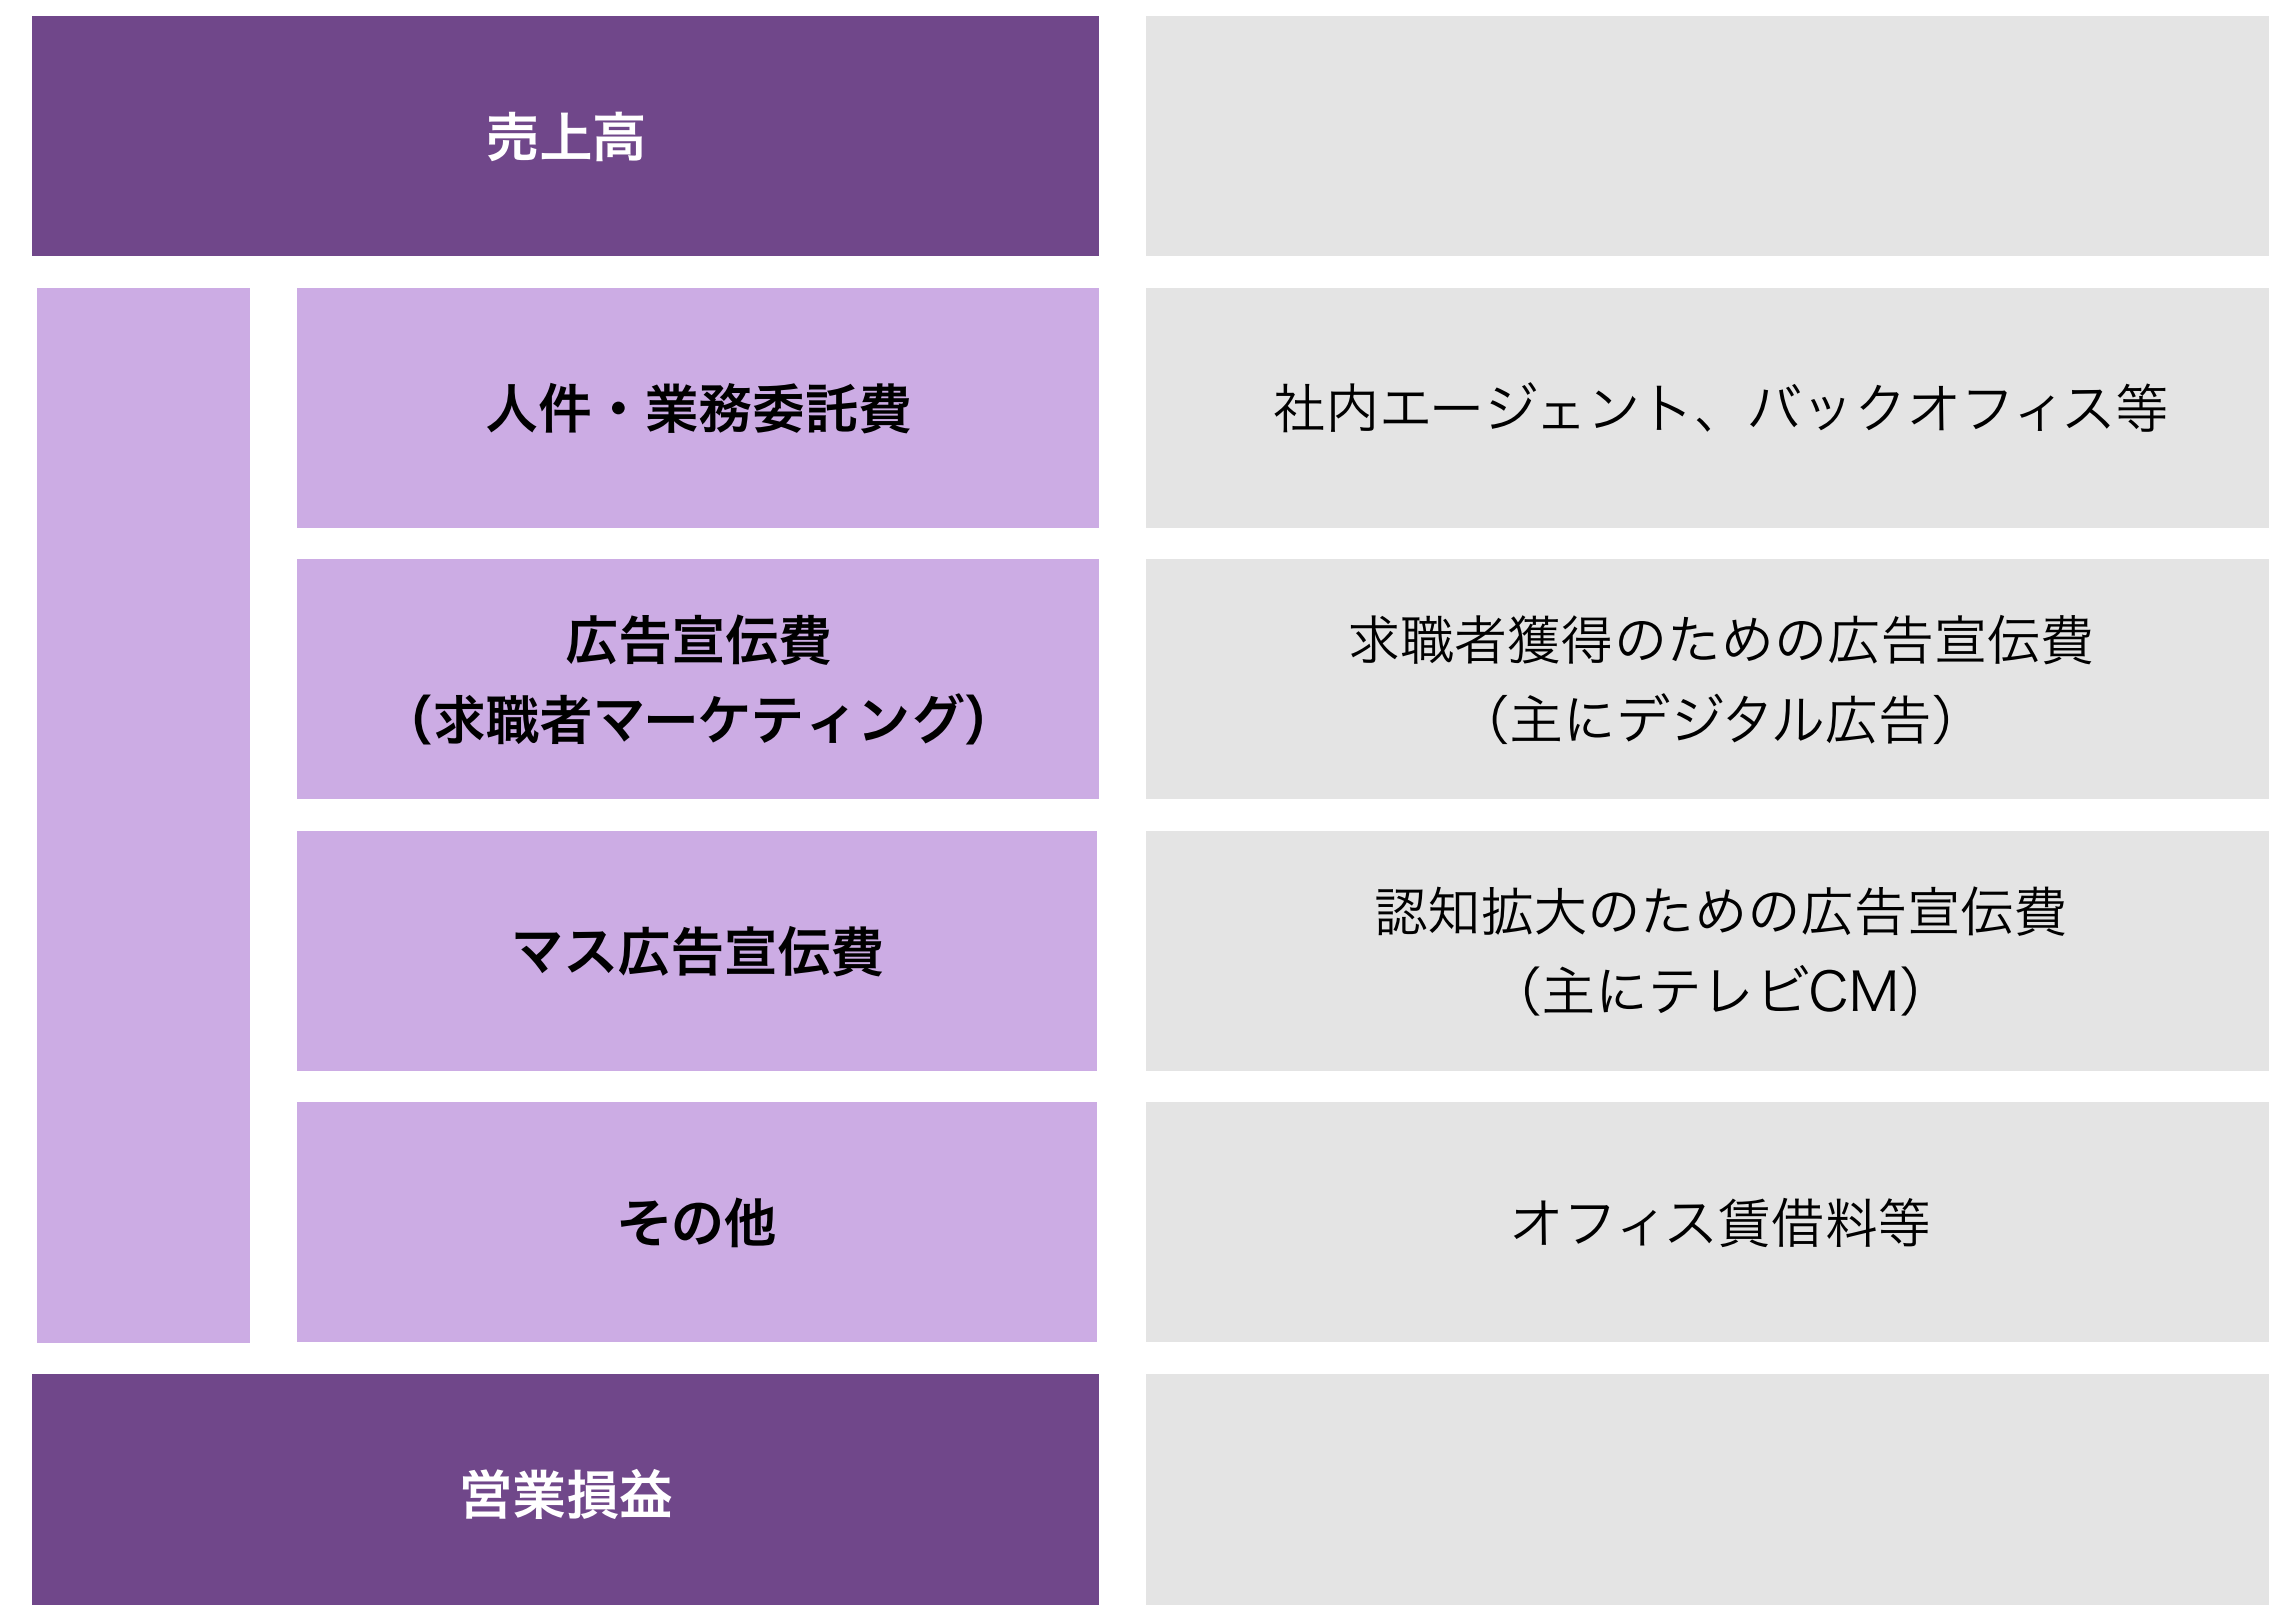 売上高
人件・業務委託費
社内エージェント、バックオフィス等
広告宣伝費
（求職者マーケティング）
求職者獲得のための広告宣伝費
（主にデジタル広告）
マス広告宣伝費
認知拡大のための広告宣伝費
（主にテレビCM）
その他
オフィス賃借料等
営業損益